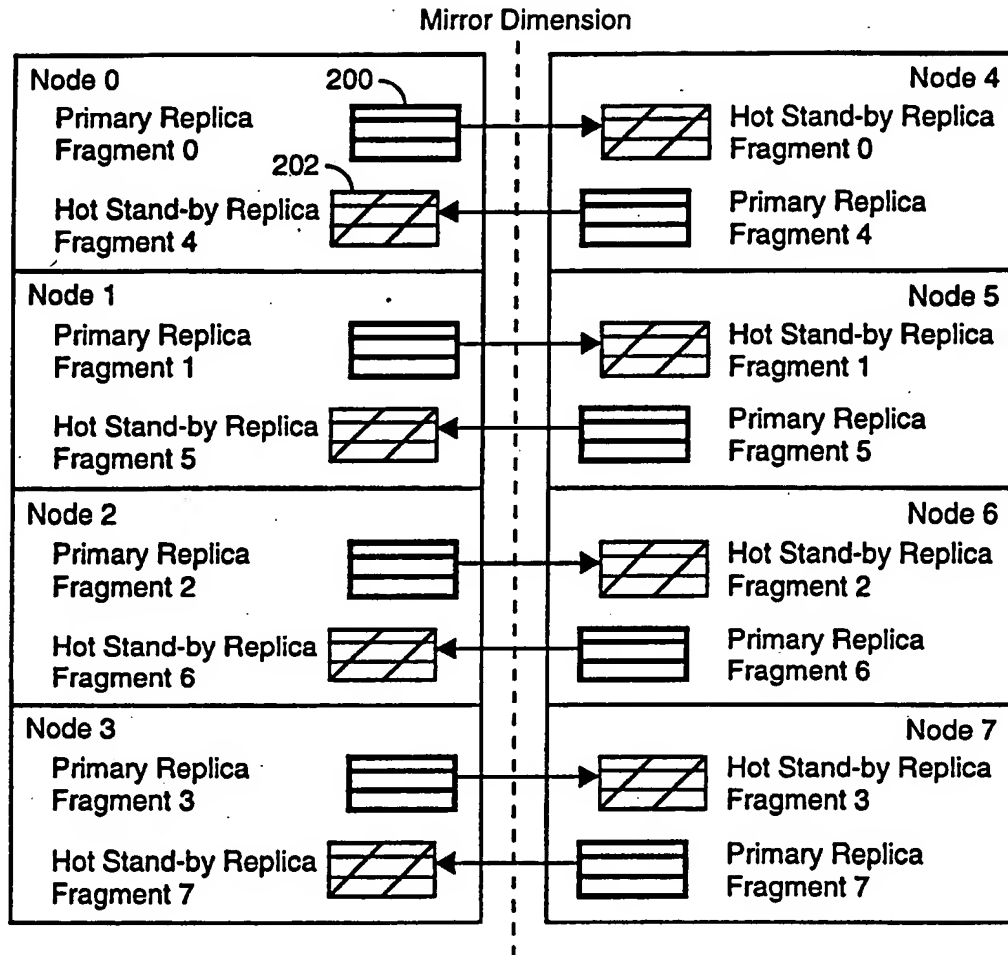 Mirror Dimension
Node 0
200
Primary Replica
Fragment 0
202
Hot Stand-by Replica
Fragment 4
Node 4
Hot Stand-by Replica
Fragment 0
Primary Replica
Fragment 4
Node 1
Primary Replica
Fragment 1
Hot Stand-by Replica
Fragment 5
Node 5
Hot Stand-by Replica
Fragment 1
Primary Replica
Fragment 5
Node 2
Primary Replica
Fragment 2
Hot Stand-by Replica
Fragment 6
Node 6
Hot Stand-by Replica
Fragment 2
Primary Replica
Fragment 6
Node 3
Primary Replica
Fragment 3
Hot Stand-by Replica
Fragment 7
Node 7
Hot Stand-by Replica
Fragment 3
Primary Replica
Fragment 7